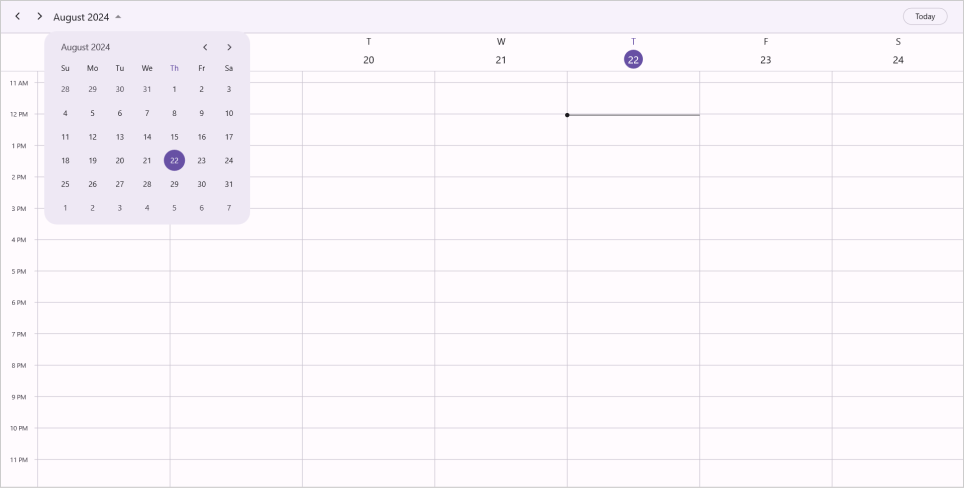 August 2024 Today
August 2024
Su Mo Tu We Th Fr Sa
28 29 30 31 1 2 3
4 5 6 7 8 9 10
11 12 13 14 15 16 17
18 19 20 21 22 23 24
25 26 27 28 29 30 31
1 2 3 4 5 6 7
T W T F S
20 21 22 23 24
11 AM
12 PM
1 PM
2 PM
3 PM
4 PM
5 PM
6 PM
7 PM
8 PM
9 PM
10 PM
11 PM